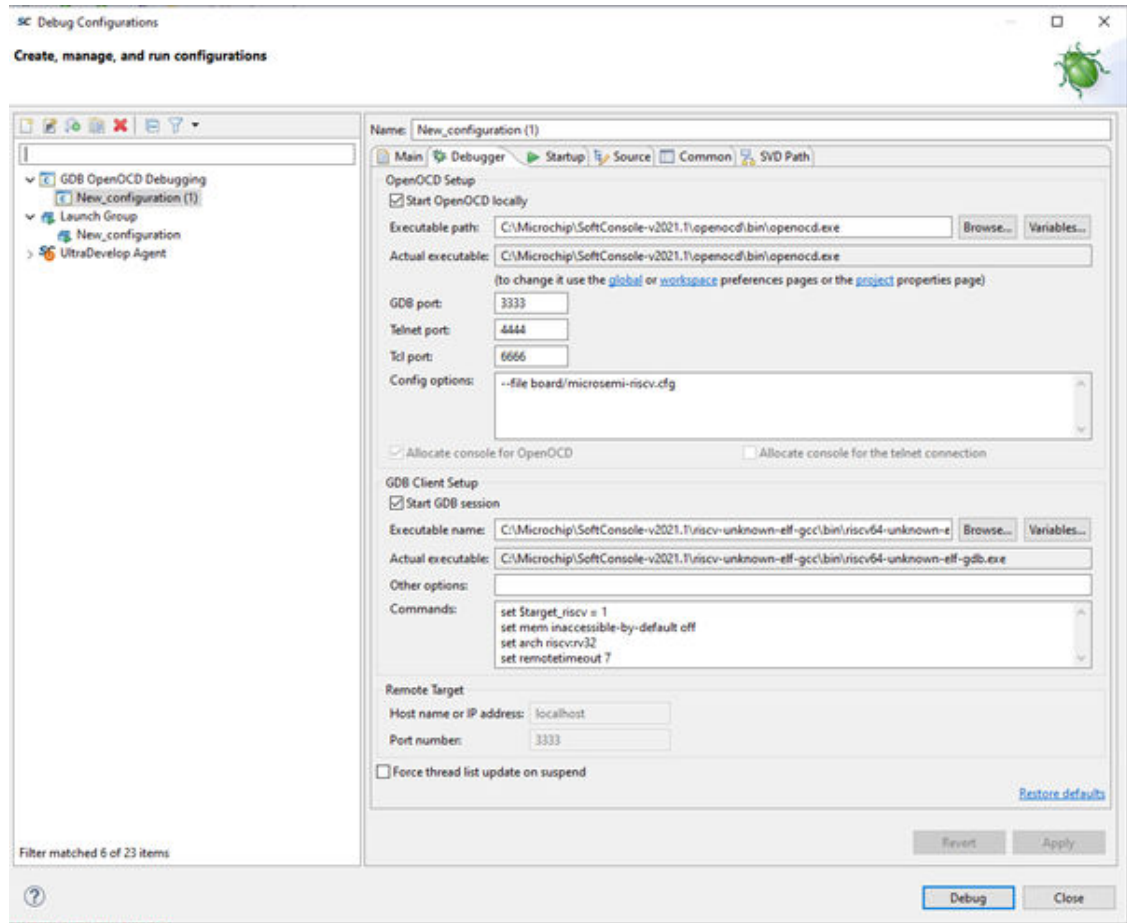 SC Debug Configurations
Create, manage, and run configurations
Name: New_configuration (1)
Main Debugger Startup Source Common SVD Path
GDB OpenOCD Debugging
New_configuration (1)
Launch Group
New_configuration
UltraDevelop Agent
Filter matched 6 of 23 items
OpenOCD Setup
Start OpenOCD locally
Executable path: C:\Microchip\SoftConsole-v2021.1\openocd\bin\openocd.exe Browse... Variables...
Actual executable: C:\Microchip\SoftConsole-v2021.1\openocd\bin\openocd.exe
(to change it use the global or workspace preferences pages or the project properties page)
GDB port: 3333
Telnet port: 4444
Tcl port: 6666
Config options: --file board/microsemi-riscv.cfg
Allocate console for OpenOCD Allocate console for the telnet connection
GDB Client Setup
Start GDB session
Executable name: C:\Microchip\SoftConsole-v2021.1\riscv-unknown-elf-gcc\bin\riscv64-unknown-e Browse... Variables...
Actual executable: C:\Microchip\SoftConsole-v2021.1\riscv-unknown-elf-gcc\bin\riscv64-unknown-elf-gdb.exe
Other options:
Commands: set $target_riscv = 1
set mem inaccessible-by-default off
set arch riscv:rv32
set remotetimeout 7
Remote Target
Host name or IP address: localhost
Port number: 3333
Force thread list update on suspend
Restore defaults
Revert Apply
Debug Close